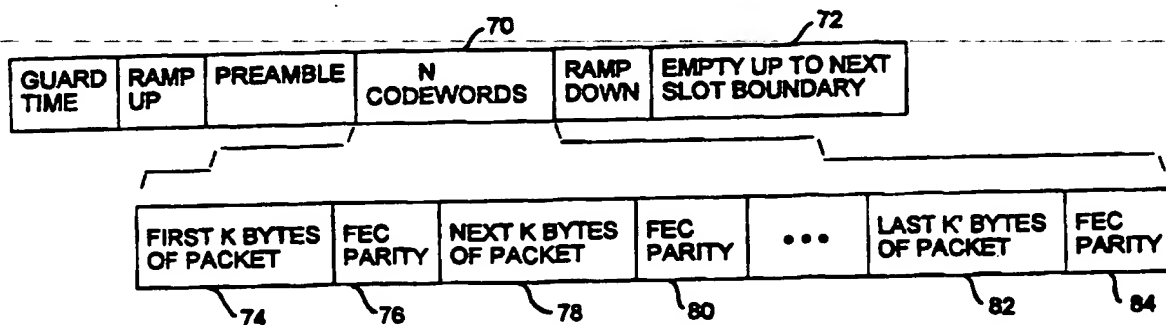 70
72
GUARD TIME
RAMP UP
PREAMBLE
N CODEWORDS
RAMP DOWN
EMPTY UP TO NEXT SLOT BOUNDARY
FIRST K BYTES OF PACKET
FEC PARITY
NEXT K BYTES OF PACKET
FEC PARITY
•••
LAST K' BYTES OF PACKET
FEC PARITY
74
76
78
80
82
84